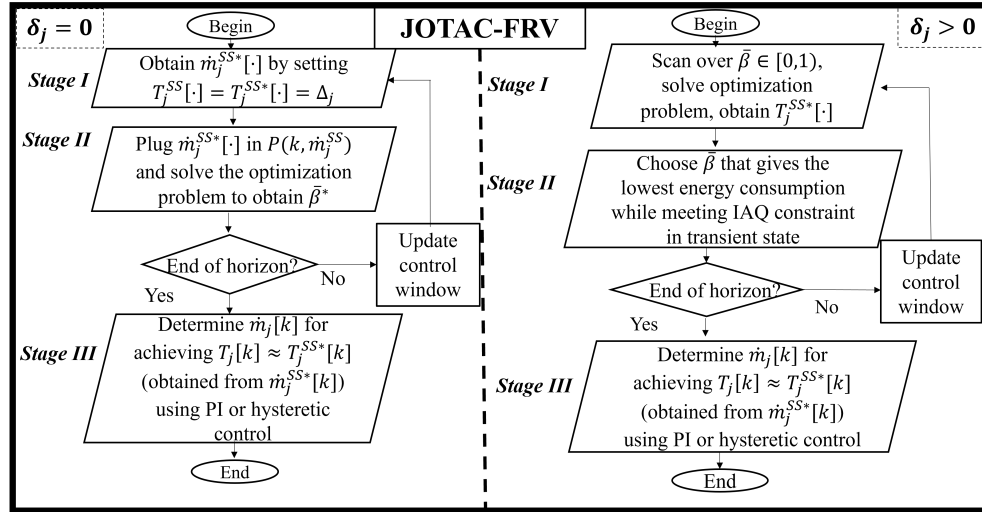 JOTAC-FRV
δ_j = 0
Begin
Stage I
Obtain ṁ_j^{SS*}[·] by setting
T_j^{SS}[·] = T_j^{SS*}[·] = Δ_j
Stage II
Plug ṁ_j^{SS*}[·] in P(k, ṁ_j^{SS})
and solve the optimization
problem to obtain β̄*
End of horizon?
No
Update
control
window
Yes
Stage III
Determine ṁ_j[k] for
achieving T_j[k] ≈ T_j^{SS*}[k]
(obtained from ṁ_j^{SS*}[k])
using PI or hysteretic
control
End
δ_j > 0
Begin
Stage I
Scan over β̄ ∈ [0,1),
solve optimization
problem, obtain T_j^{SS*}[·]
Stage II
Choose β̄ that gives the
lowest energy consumption
while meeting IAQ constraint
in transient state
End of horizon?
No
Update
control
window
Yes
Stage III
Determine ṁ_j[k] for
achieving T_j[k] ≈ T_j^{SS*}[k]
(obtained from ṁ_j^{SS*}[k])
using PI or hysteretic control
End